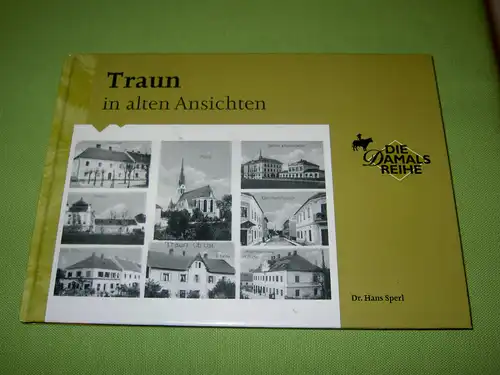 Traun
in alten Ansichten
DIE
DAMALS
REIHE
Dr. Hans Sperl